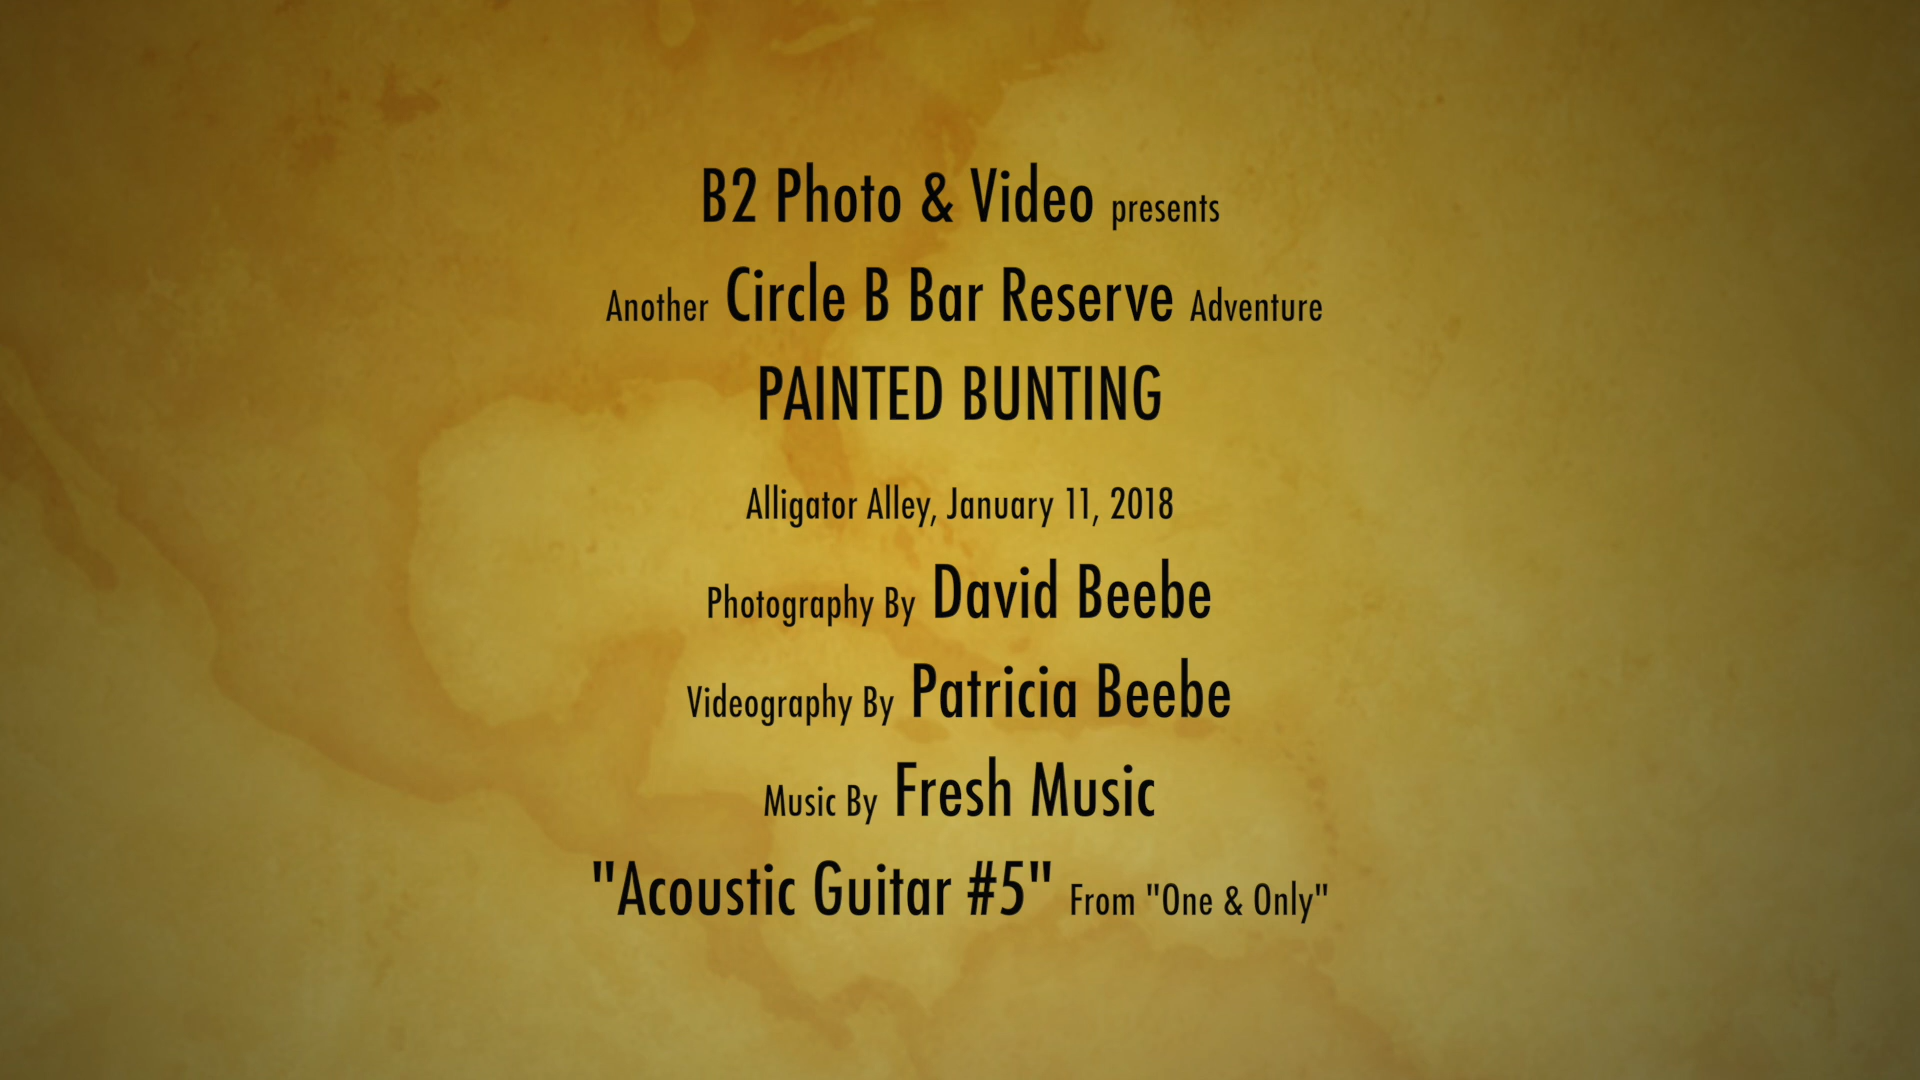 B2 Photo & Video presents
Another Circle B Bar Reserve Adventure
PAINTED BUNTING
Alligator Alley, January 11, 2018
Photography By David Beebe
Videography By Patricia Beebe
Music By Fresh Music
"Acoustic Guitar #5" From "One & Only"